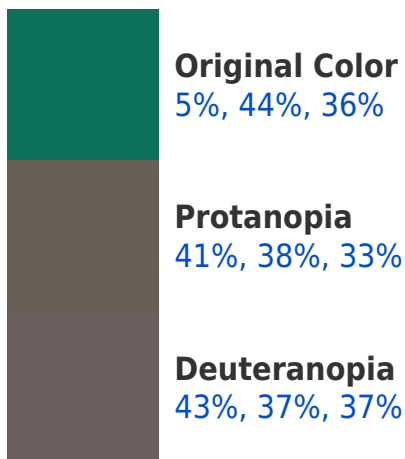 Original Color
5%, 44%, 36%
Protanopia
41%, 38%, 33%
Deuteranopia
43%, 37%, 37%